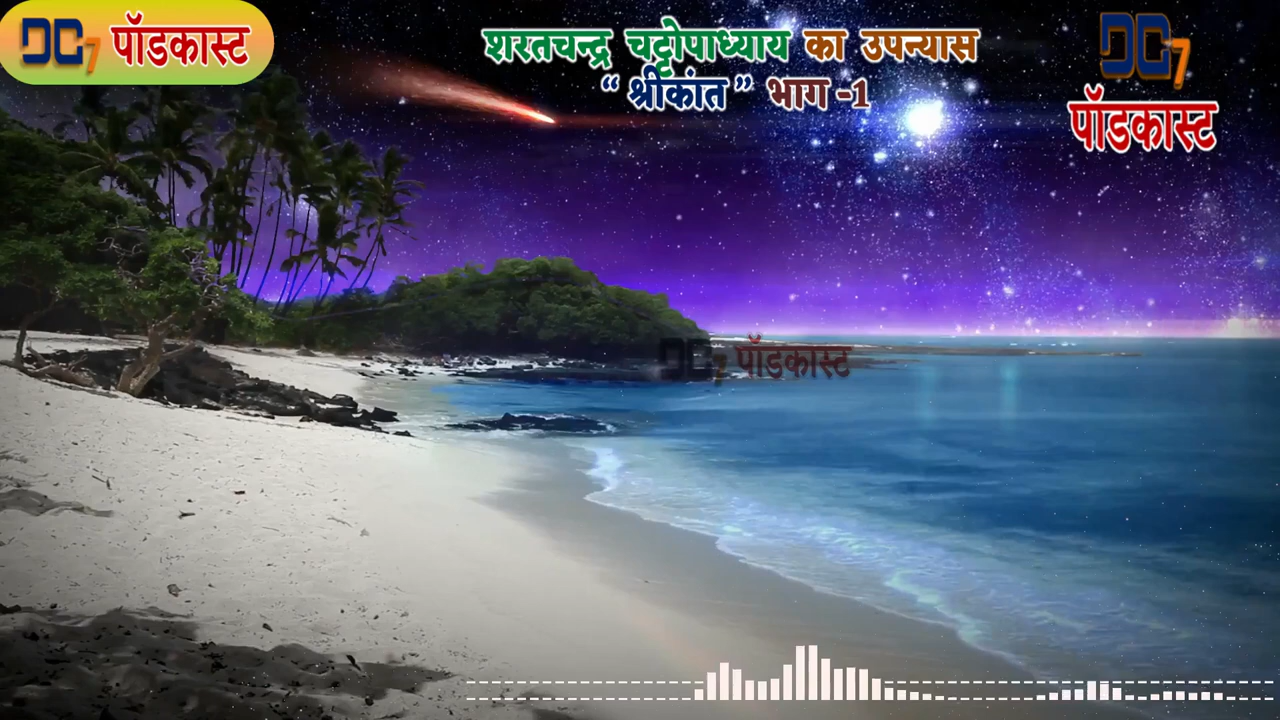 DC7 पॉडकास्ट
शरतचन्द्र चट्टोपाध्याय का उपन्यास
“ श्रीकांत ” भाग -1
DC7
पॉडकास्ट
DC7 पॉडकास्ट